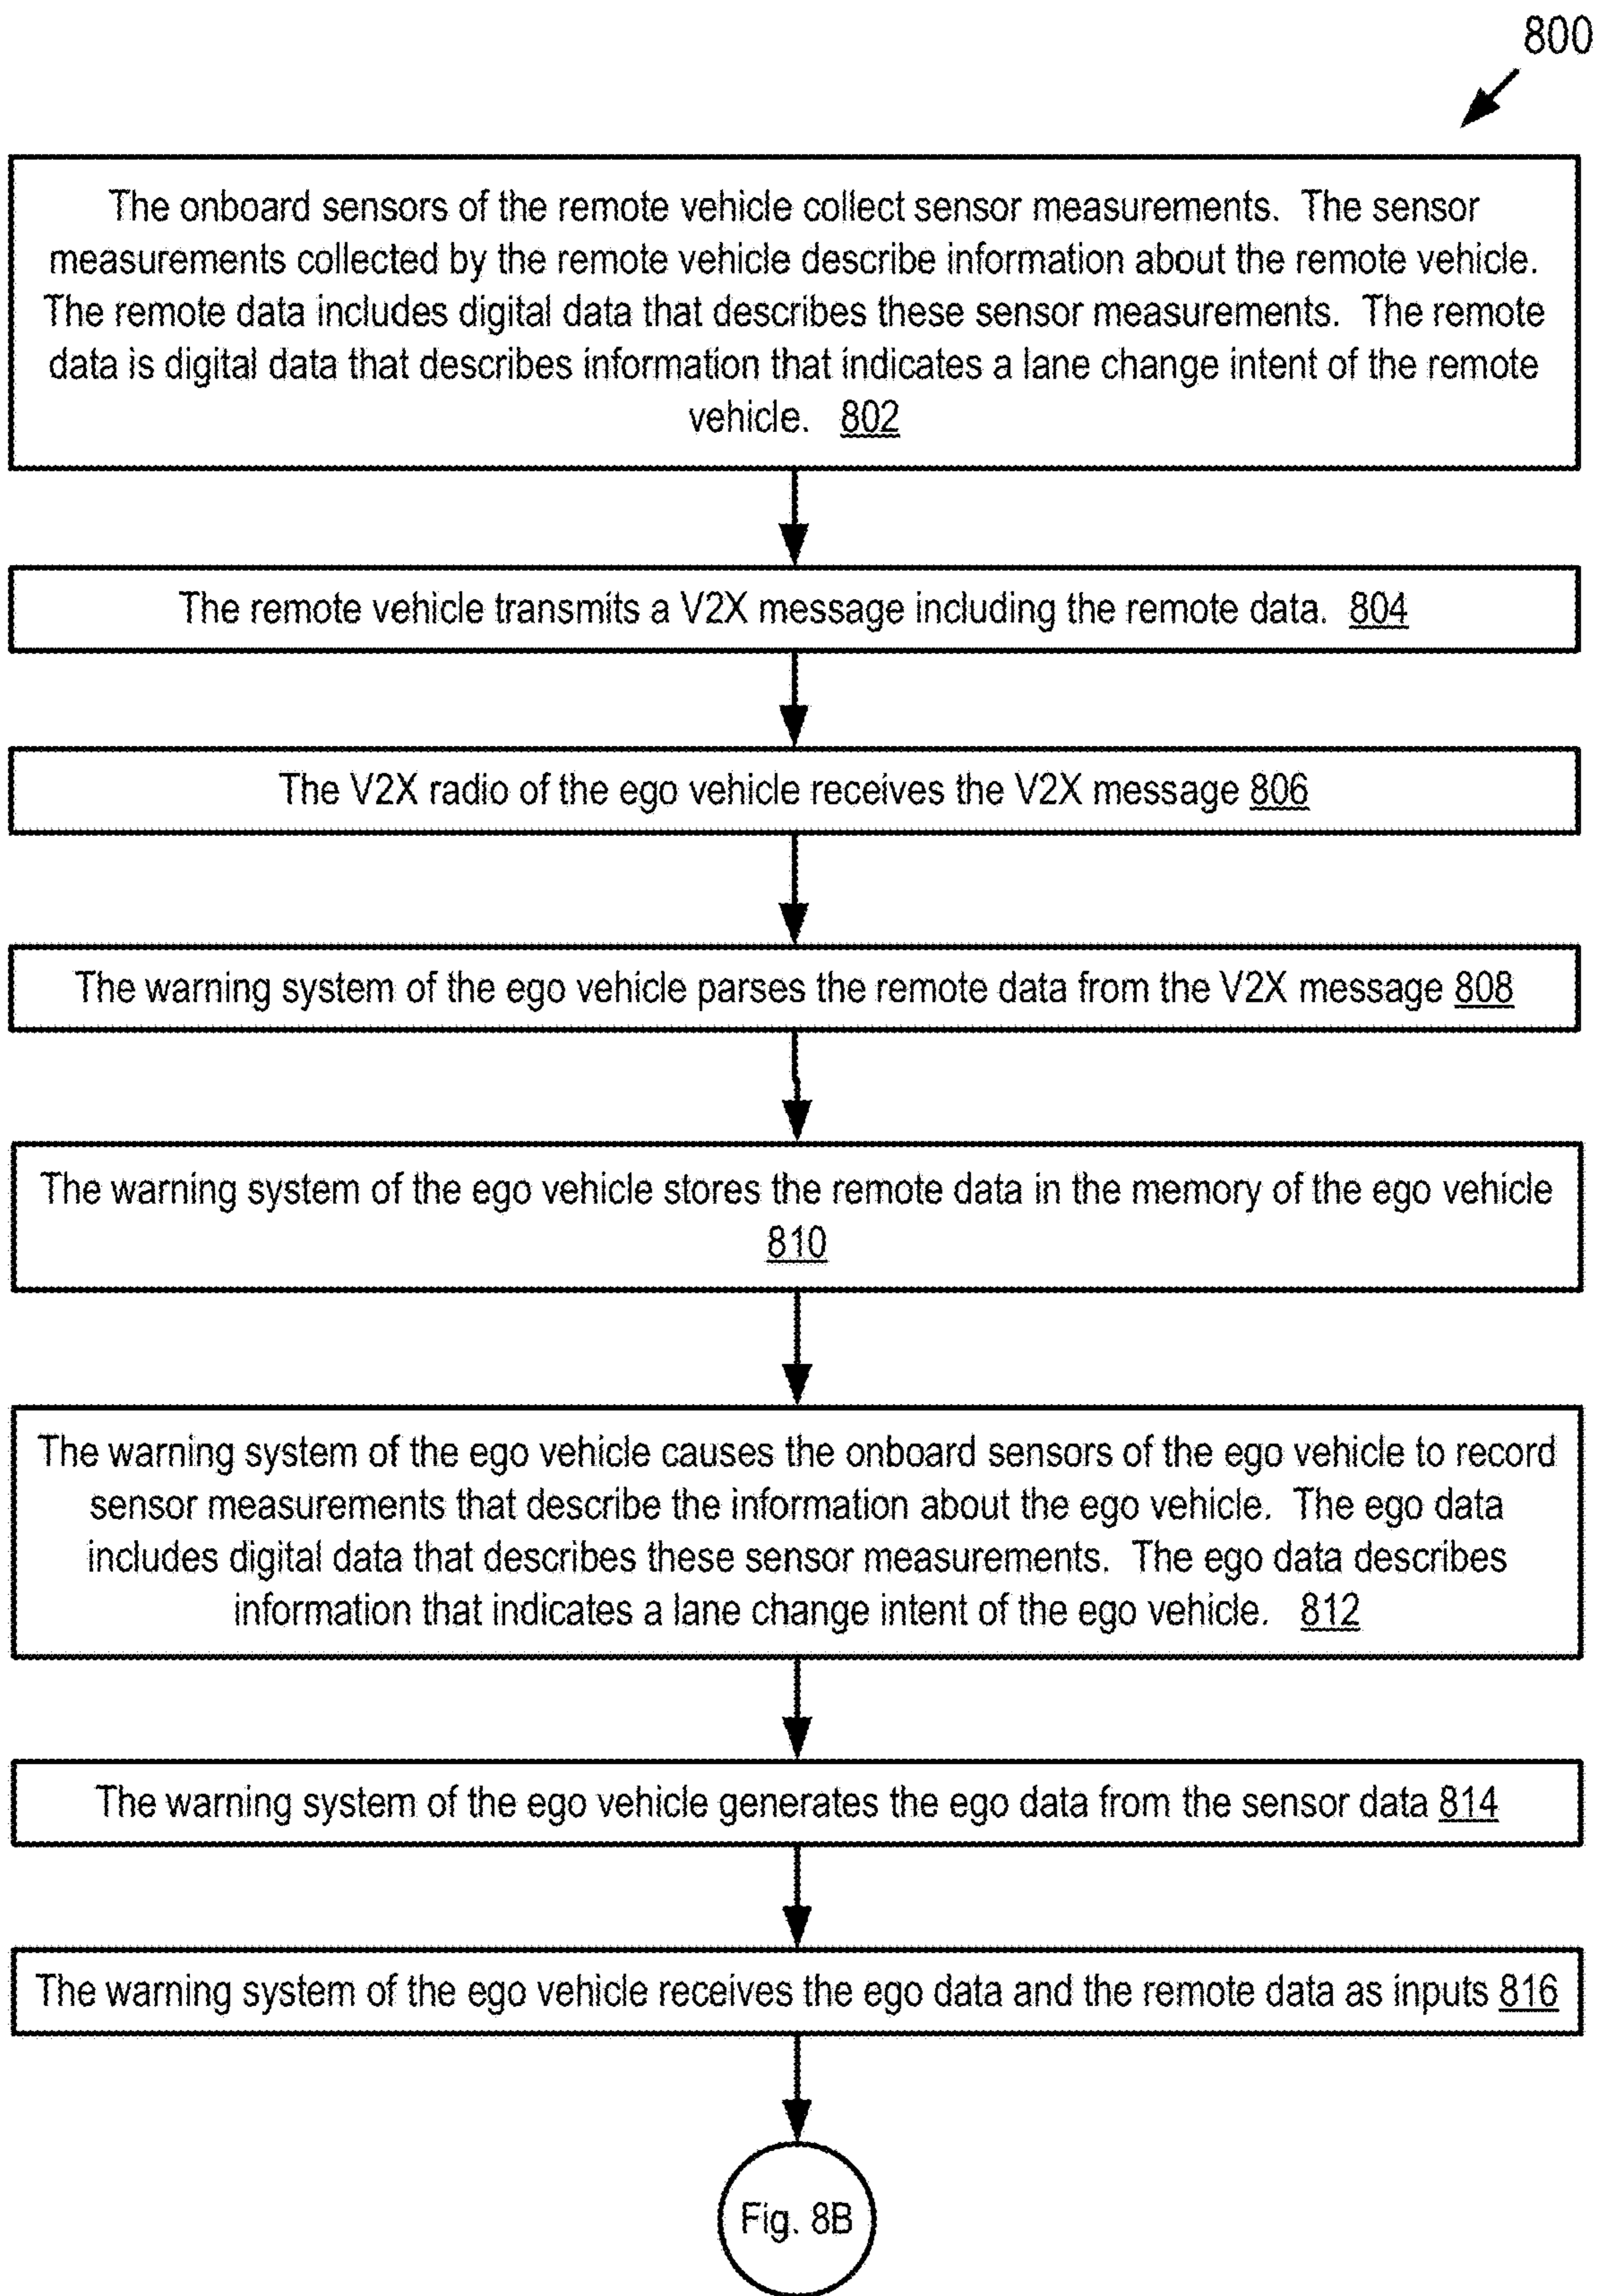 800
The onboard sensors of the remote vehicle collect sensor measurements. The sensor
measurements collected by the remote vehicle describe information about the remote vehicle.
The remote data includes digital data that describes these sensor measurements. The remote
data is digital data that describes information that indicates a lane change intent of the remote
vehicle. 802
The remote vehicle transmits a V2X message including the remote data. 804
The V2X radio of the ego vehicle receives the V2X message 806
The warning system of the ego vehicle parses the remote data from the V2X message 808
The warning system of the ego vehicle stores the remote data in the memory of the ego vehicle
810
The warning system of the ego vehicle causes the onboard sensors of the ego vehicle to record
sensor measurements that describe the information about the ego vehicle. The ego data
includes digital data that describes these sensor measurements. The ego data describes
information that indicates a lane change intent of the ego vehicle. 812
The warning system of the ego vehicle generates the ego data from the sensor data 814
The warning system of the ego vehicle receives the ego data and the remote data as inputs 816
Fig. 8B